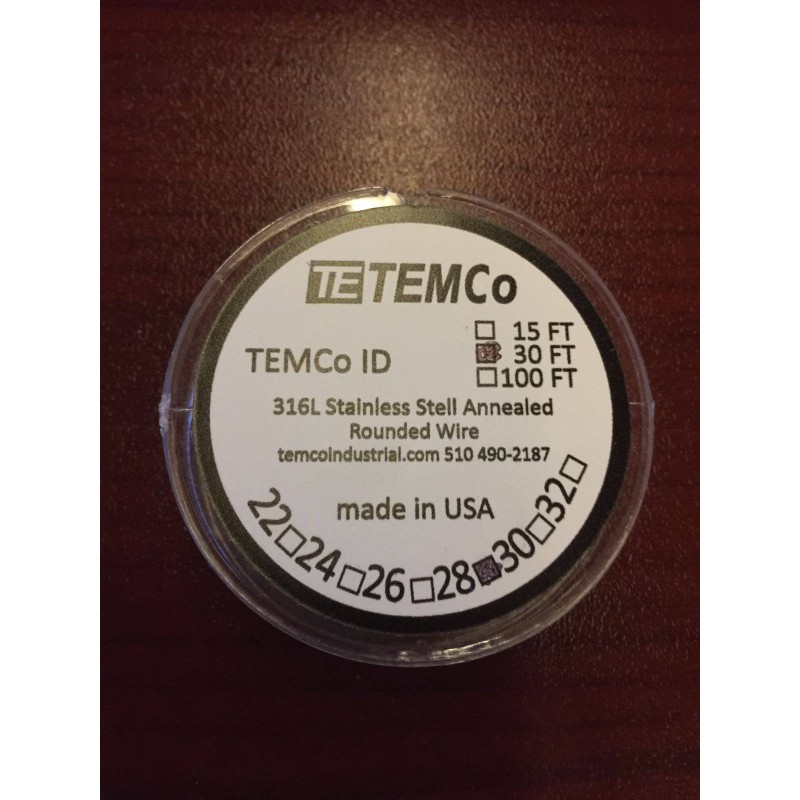 TE TEMCo
15 FT
TEMCo ID
30 FT
100 FT
316L Stainless Stell Annealed
Rounded Wire
temcoindustrial.com 510 490-2187
made in USA
22 24 26 28 30 32